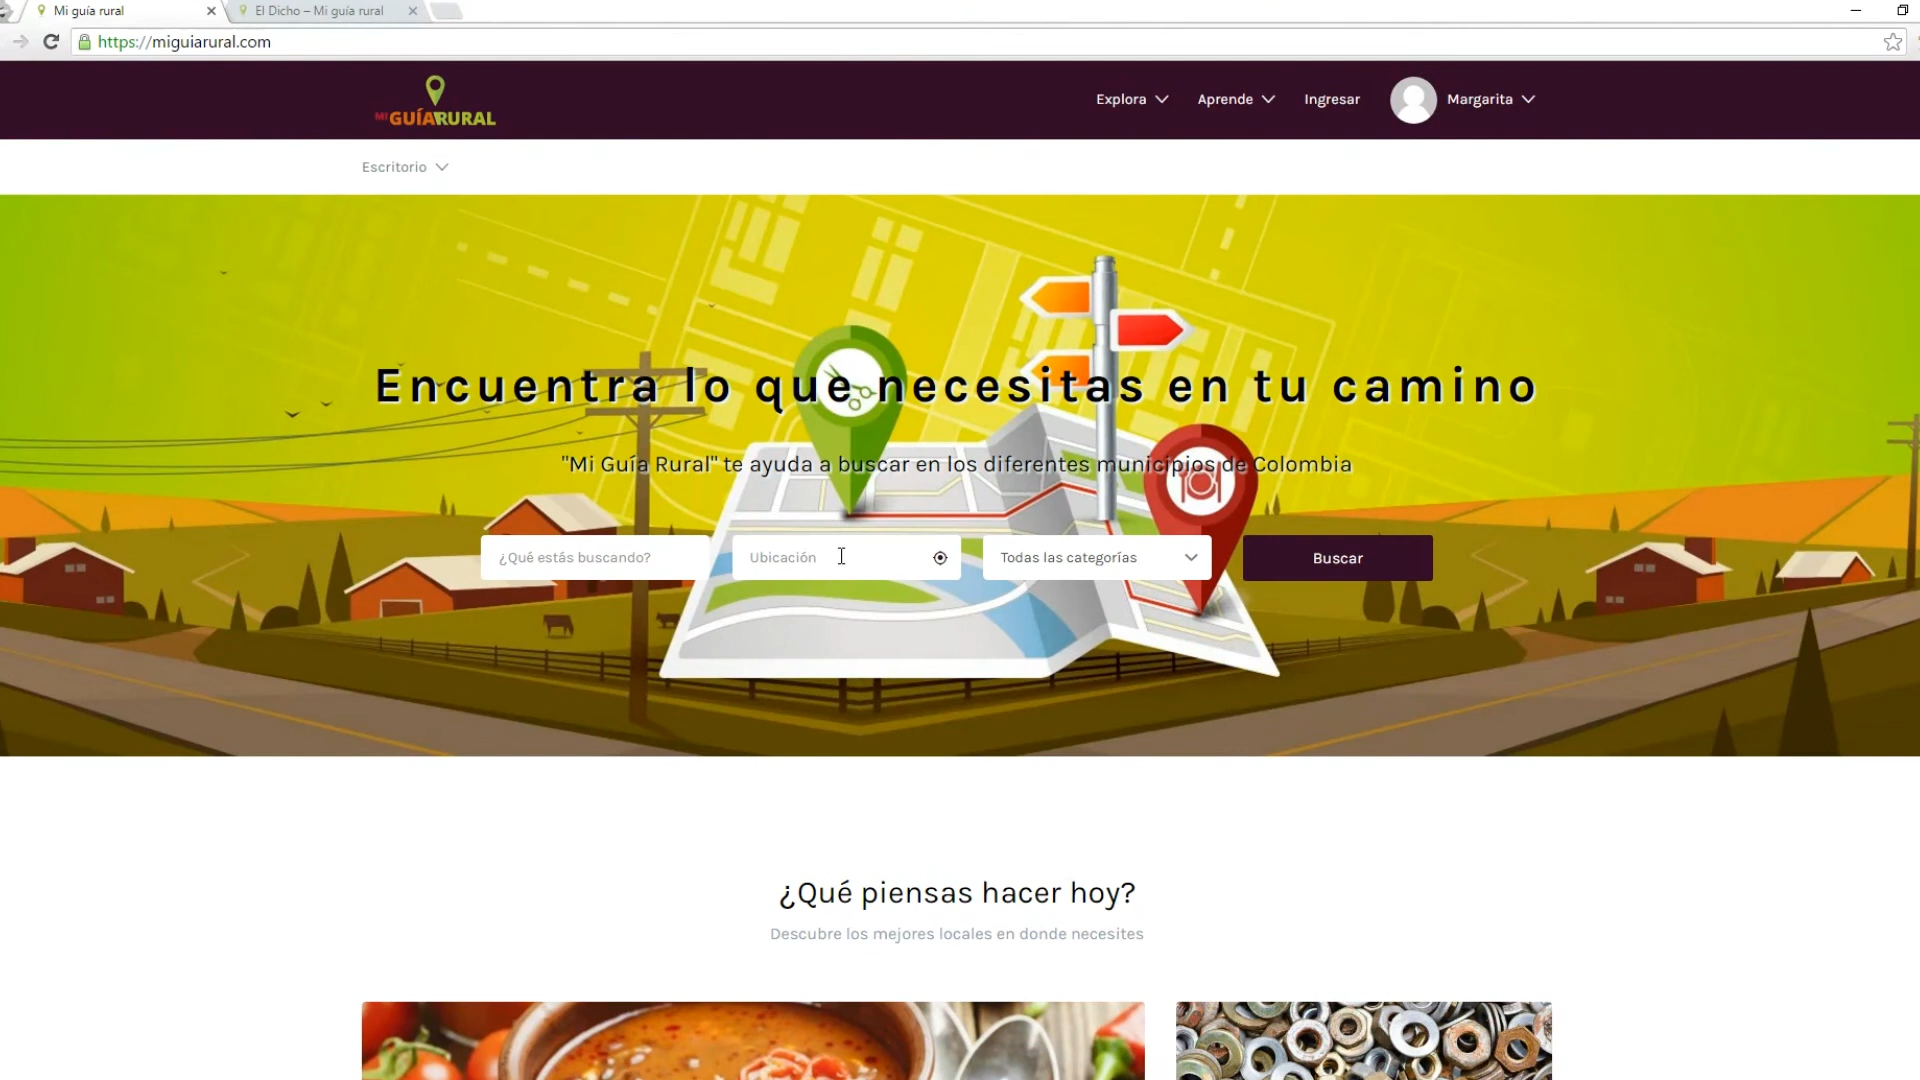 Mi guía rural
El Dicho – Mi guía rural
https://miguiarural.com
MI GUÍARURAL
Explora
Aprende
Ingresar
Margarita
Escritorio
Encuentra lo que necesitas en tu camino
"Mi Guía Rural" te ayuda a buscar en los diferentes municipios de Colombia
¿Qué estás buscando?
Ubicación
Todas las categorías
Buscar
¿Qué piensas hacer hoy?
Descubre los mejores locales en donde necesites